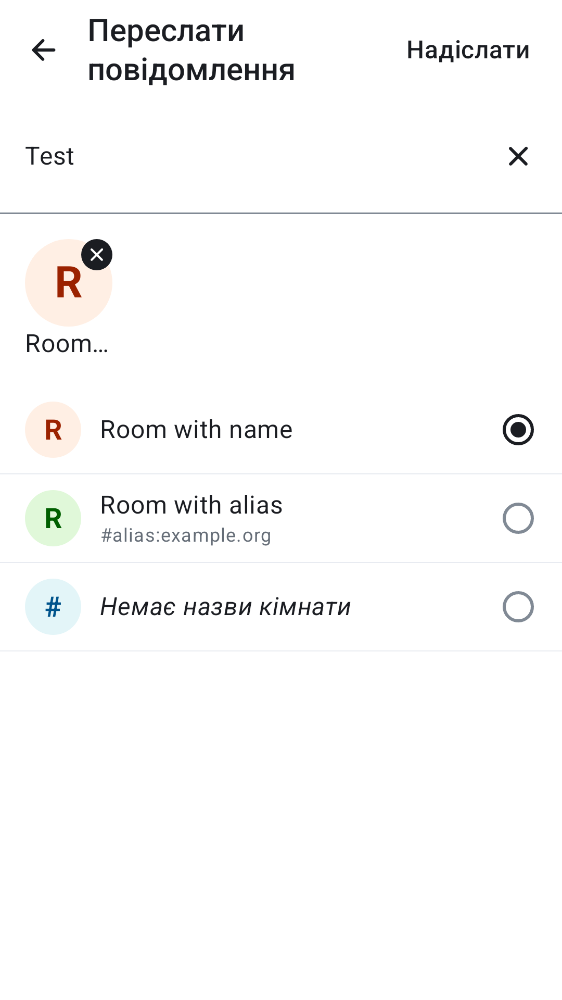 Переслати
повідомлення
Надіслати
Test
R
Room…
R
Room with name
R
Room with alias
#alias:example.org
#
Немає назви кімнати